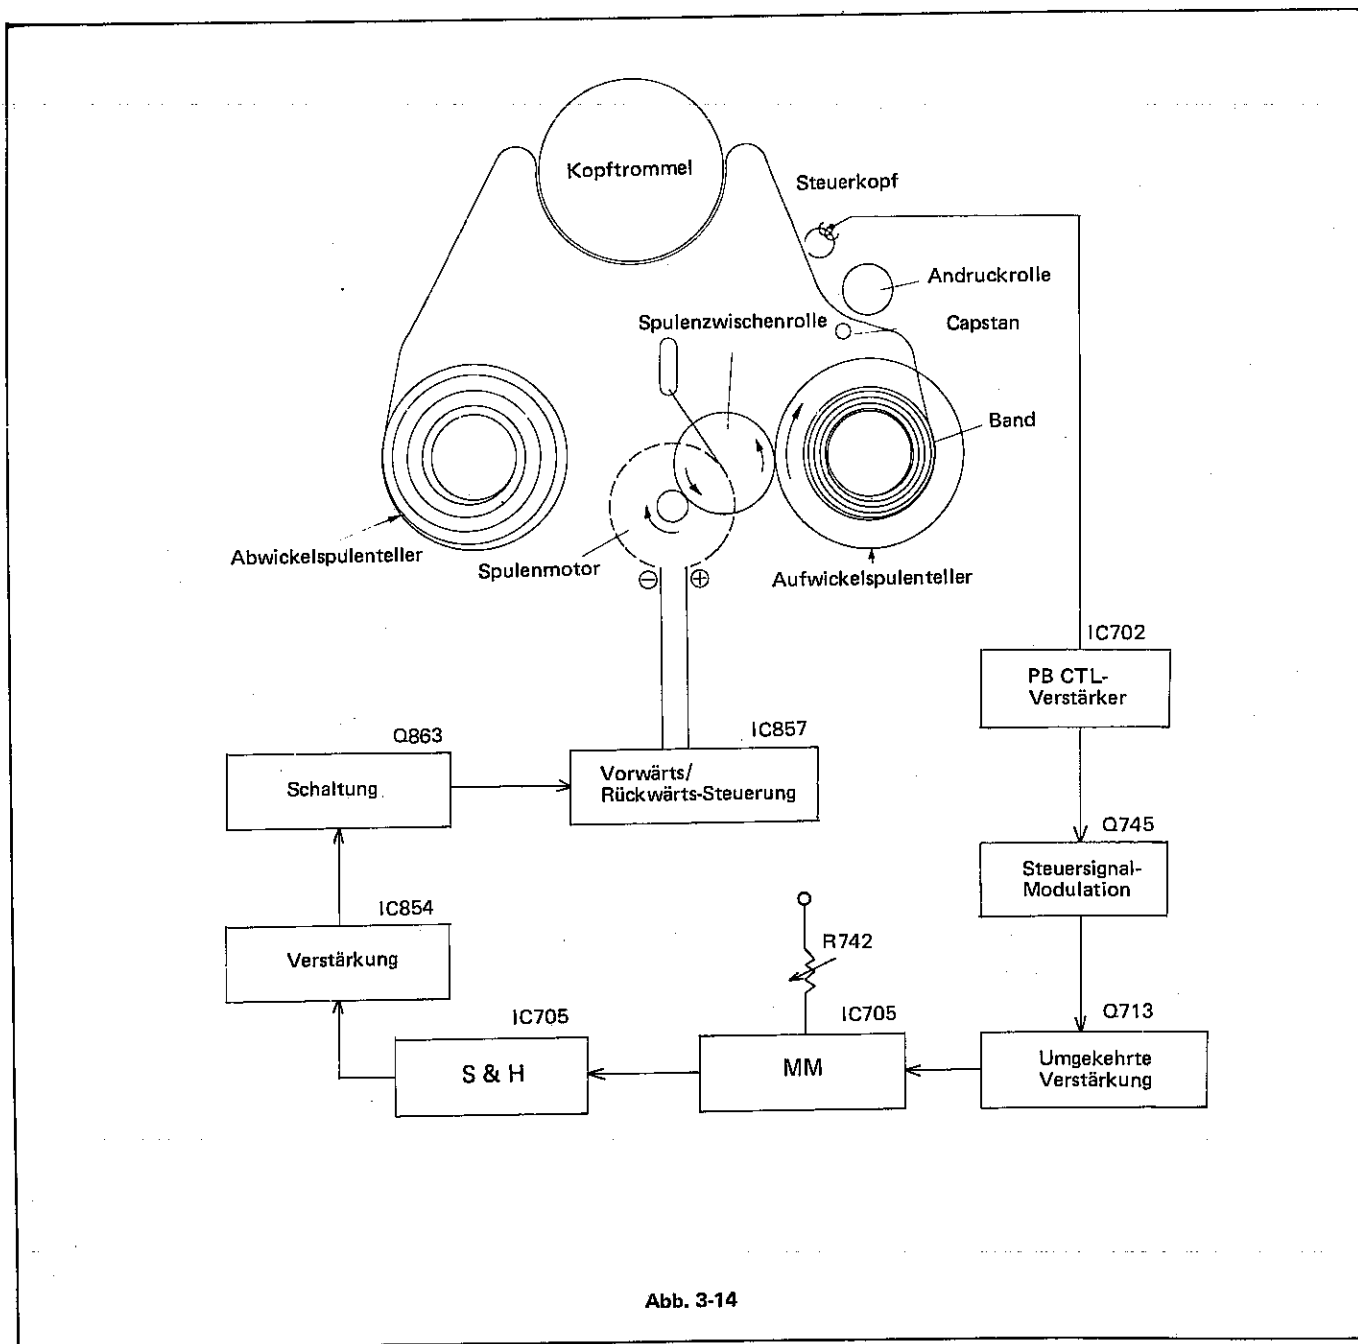 Kopftrommel
Steuerkopf
Andruckrolle
Spulenzwischenrolle
Capstan
Band
Abwickelspulenteller
Spulenmotor
Aufwickelspulenteller
⊖ ⊕
IC702
PB CTL-
Verstärker
Q863
Schaltung
IC857
Vorwärts/
Rückwärts-Steuerung
Q745
Steuersignal-
Modulation
IC854
Verstärkung
R742
IC705
S & H
IC705
MM
Q713
Umgekehrte
Verstärkung
Abb. 3-14